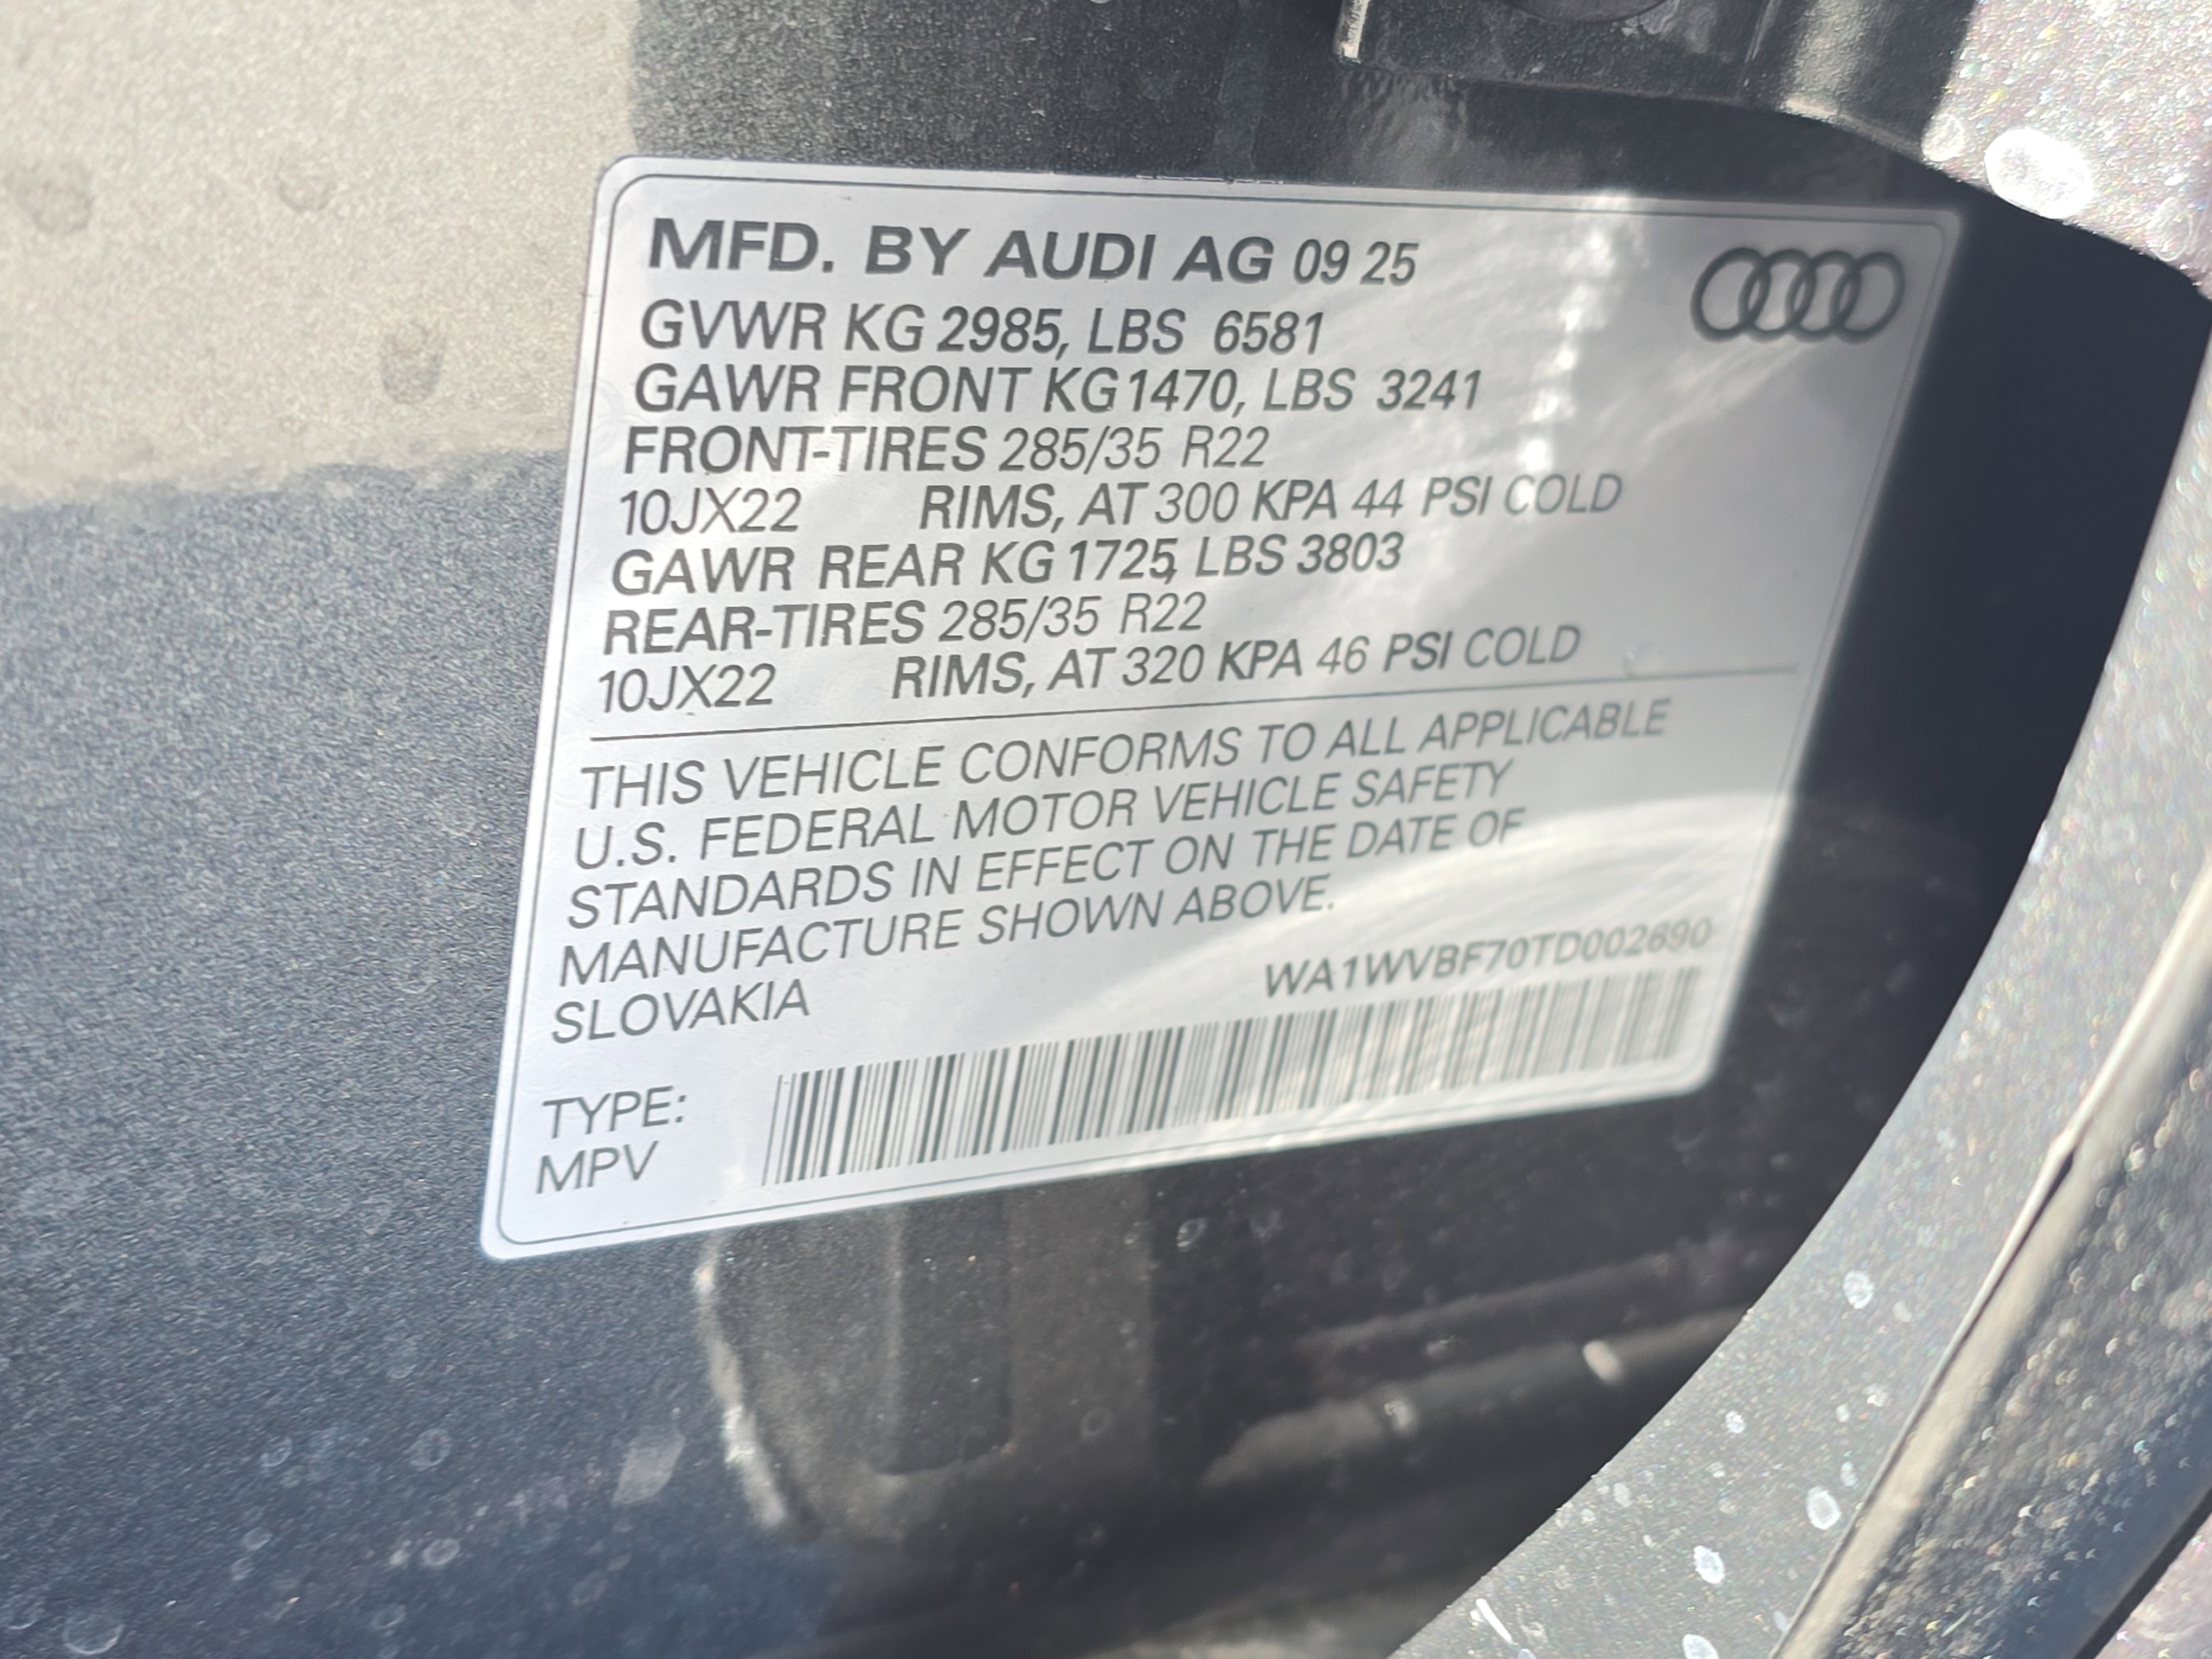 MFD. BY AUDI AG 09 25
GVWR KG 2985, LBS 6581
GAWR FRONT KG 1470, LBS 3241
FRONT-TIRES 285/35 R22
10JX22 RIMS, AT 300 KPA 44 PSI COLD
GAWR REAR KG 1725, LBS 3803
REAR-TIRES 285/35 R22
10JX22 RIMS, AT 320 KPA 46 PSI COLD
THIS VEHICLE CONFORMS TO ALL APPLICABLE
U.S. FEDERAL MOTOR VEHICLE SAFETY
STANDARDS IN EFFECT ON THE DATE OF
MANUFACTURE SHOWN ABOVE.
SLOVAKIA
WA1WVBF70TD002690
TYPE:
MPV